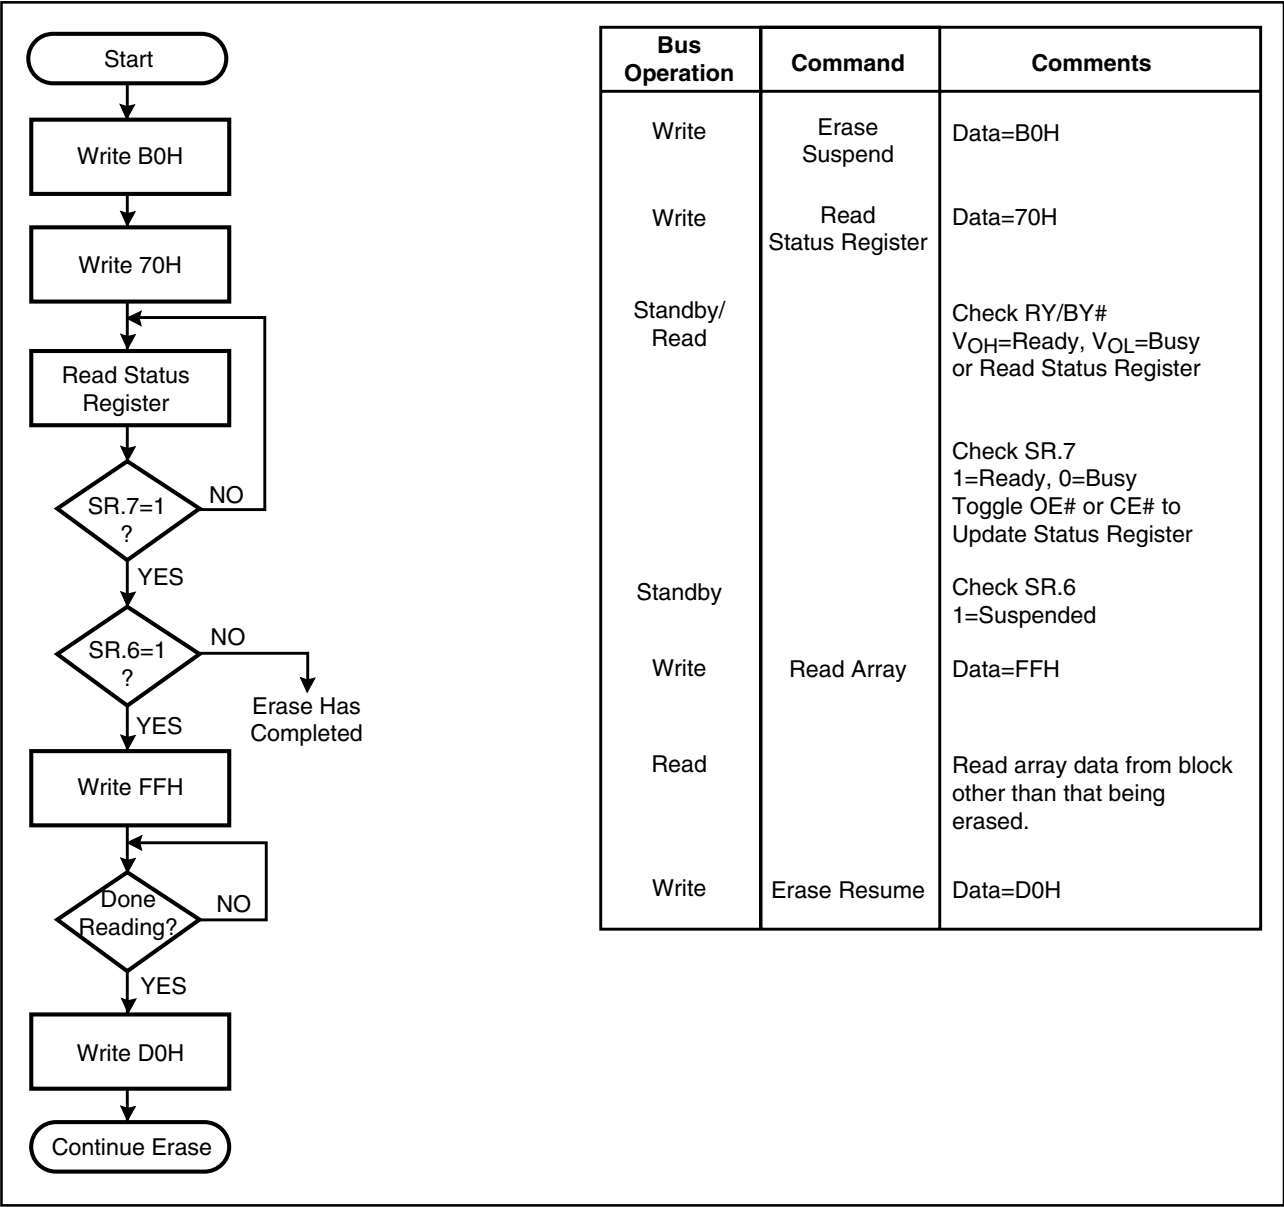 Start
Write B0H
Write 70H
Read Status
Register
SR.7=1
?
NO
YES
SR.6=1
?
NO
Erase Has
Completed
YES
Write FFH
Done
Reading?
NO
YES
Write D0H
Continue Erase
Bus
Operation
Command
Comments
Write
Erase
Suspend
Data=B0H
Write
Read
Status Register
Data=70H
Standby/
Read
Check RY/BY#
VOH=Ready, VOL=Busy
or Read Status Register
Check SR.7
1=Ready, 0=Busy
Toggle OE# or CE# to
Update Status Register
Standby
Check SR.6
1=Suspended
Write
Read Array
Data=FFH
Read
Read array data from block
other than that being
erased.
Write
Erase Resume
Data=D0H